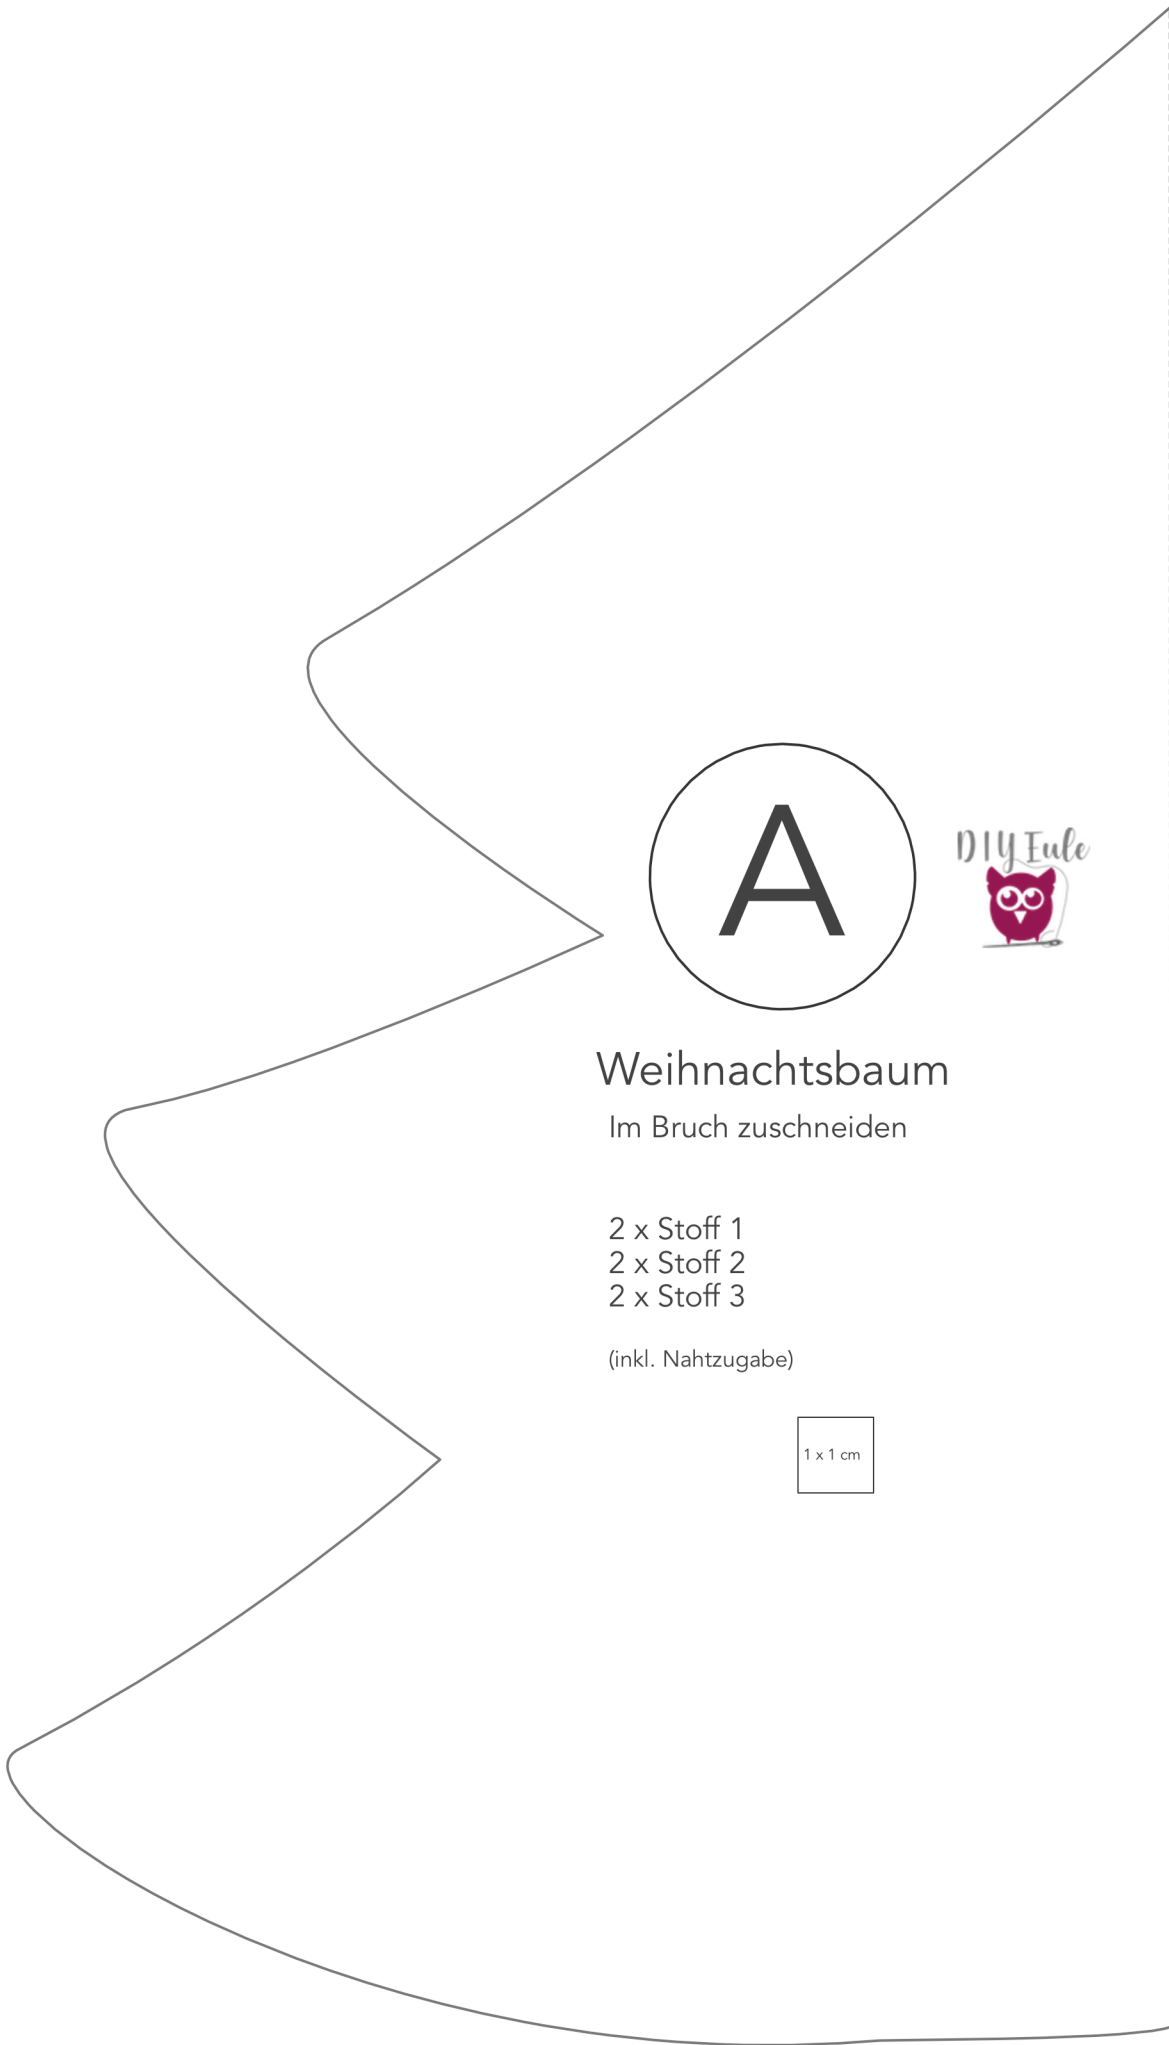 A
DIY Eule
Weihnachtsbaum
Im Bruch zuschneiden
2 x Stoff 1
2 x Stoff 2
2 x Stoff 3
(inkl. Nahtzugabe)
1 x 1 cm